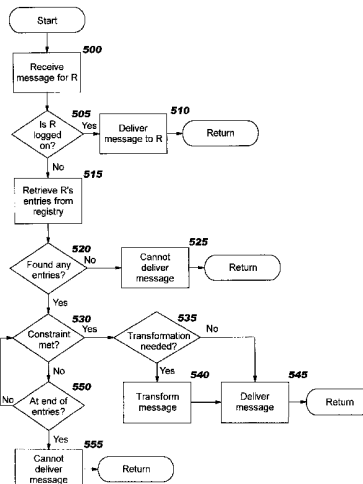 Start
500
Receive
message for R
505
Is R
logged
on?
Yes
510
Deliver
message to R
Return
No
515
Retrieve R's
entries from
registry
520
Found any
entries?
No
525
Cannot
deliver
message
Return
Yes
530
Constraint
met?
Yes
535
Transformation
needed?
No
No
Yes
540
Transform
message
545
Deliver
message
Return
550
At end of
entries?
No
Yes
555
Cannot
deliver
message
Return